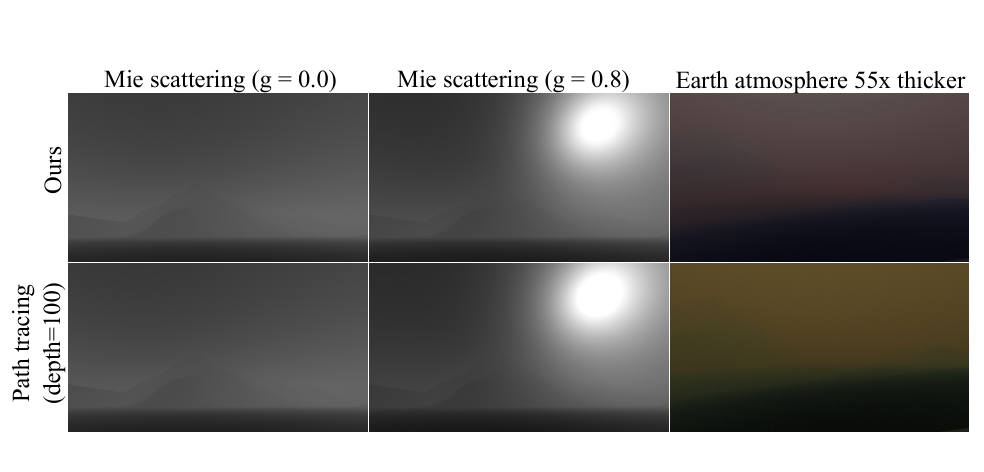 Mie scattering (g = 0.0)
Mie scattering (g = 0.8)
Earth atmosphere 55x thicker
Ours
Path tracing
(depth=100)